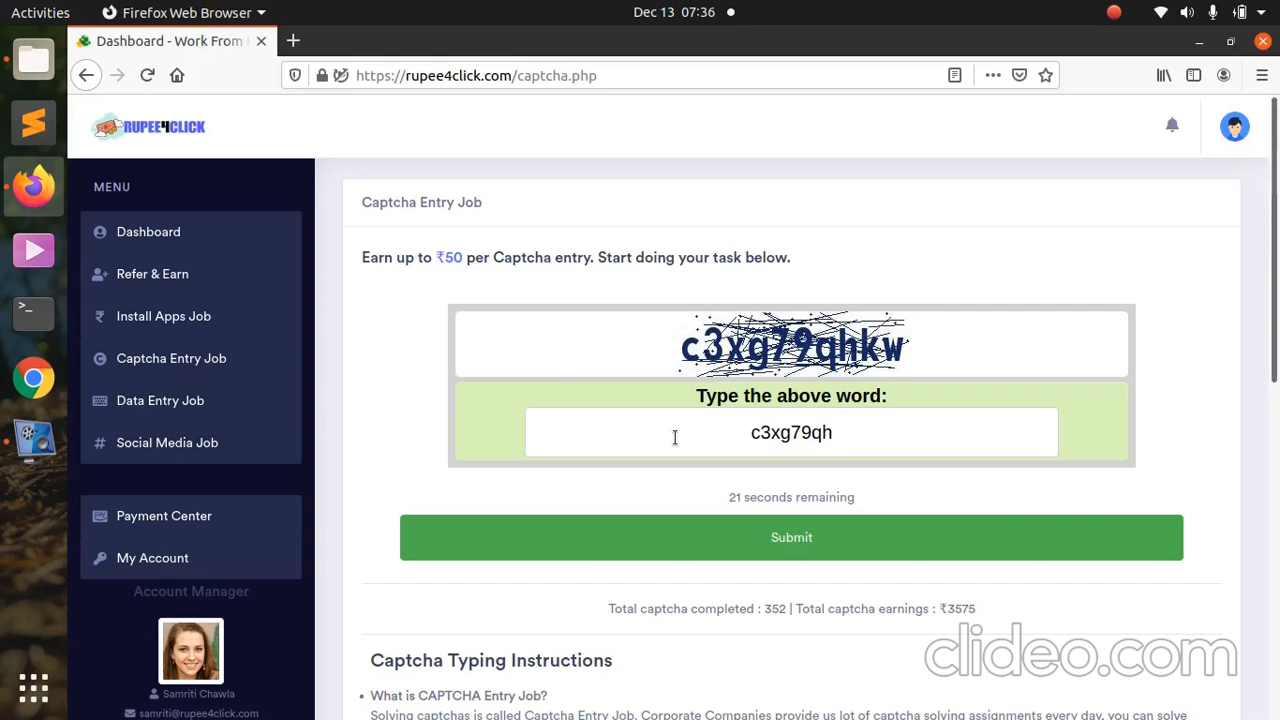 Activities
Firefox Web Browser
Dec 13 07:36
Dashboard - Work From
https://rupee4click.com/captcha.php
RUPEE4CLICK
MENU
Dashboard
Refer & Earn
Install Apps Job
Captcha Entry Job
Data Entry Job
Social Media Job
Payment Center
My Account
Account Manager
Samriti Chawla
samriti@rupee4click.com
Captcha Entry Job
Earn up to ₹50 per Captcha entry. Start doing your task below.
c3xg79qhkw
Type the above word:
c3xg79qh
21 seconds remaining
Submit
Total captcha completed : 352 | Total captcha earnings : ₹3575
clideo.com
Captcha Typing Instructions
• What is CAPTCHA Entry Job?
Solving captchas is called Captcha Entry Job. Corporate Companies provide us lot of captcha solving assignments every day, you can solve